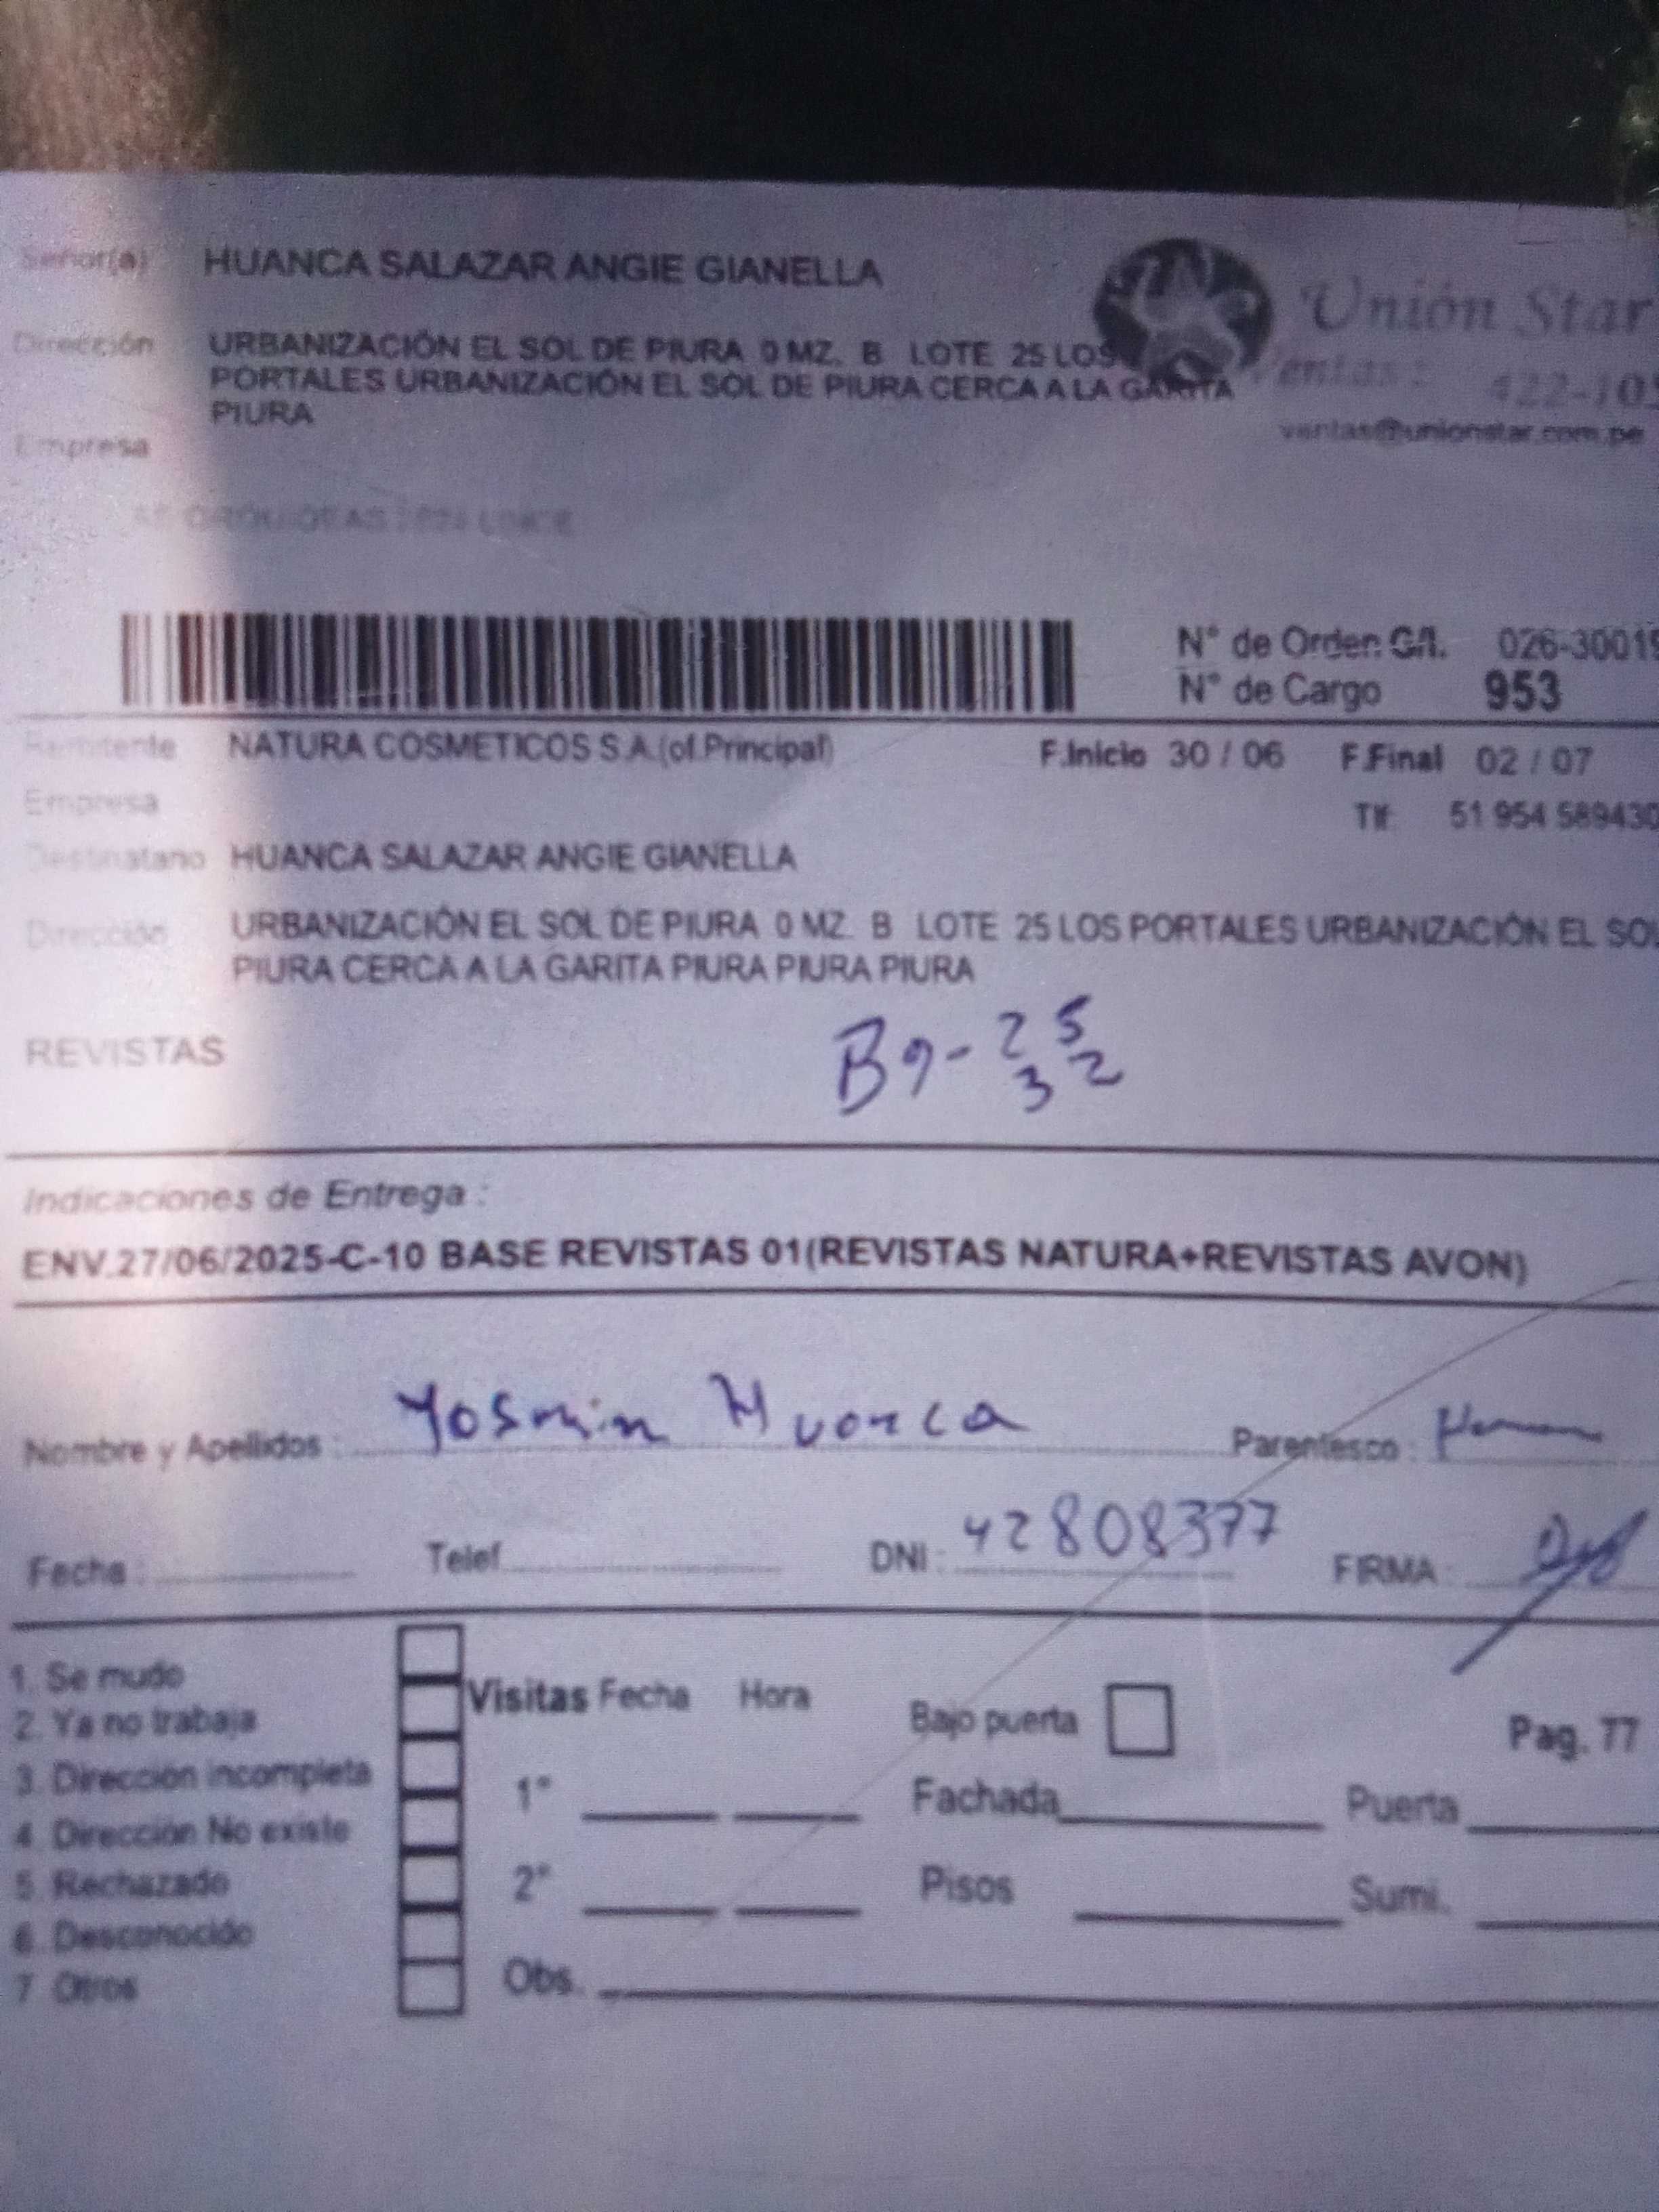 Señor(a) HUANCA SALAZAR ANGIE GIANELLA
Unión Star
Dirección URBANIZACIÓN EL SOL DE PIURA 0 MZ. B LOTE 25 LOS
PORTALES URBANIZACIÓN EL SOL DE PIURA CERCA A LA GARITA
PIURA
Ventas: 422-10
ventas@unionstar.com.pe
Empresa
N° de Orden G/I. 026-30019
N° de Cargo 953
Remitente NATURA COSMETICOS S.A.(of.Principal) F.Inicio 30 / 06 F.Final 02 / 07
Empresa
Tlf: 51 954 589430
Destinatario HUANCA SALAZAR ANGIE GIANELLA
Dirección URBANIZACIÓN EL SOL DE PIURA 0 MZ. B LOTE 25 LOS PORTALES URBANIZACIÓN EL SOL
PIURA CERCA A LA GARITA PIURA PIURA PIURA
REVISTAS
B9- 25
32
Indicaciones de Entrega :
ENV.27/06/2025-C-10 BASE REVISTAS 01(REVISTAS NATURA+REVISTAS AVON)
Nombre y Apellidos : Yosmin Huanca Parentesco :
Fecha : Telef. DNI : 42808377 FIRMA :
1. Se mudo
2. Ya no trabaja
3. Dirección incompleta
4. Dirección No existe
5. Rechazado
6. Desconocido
7. Otros
Visitas Fecha Hora
1°
2°
Obs.
Bajo puerta
Pag. 77
Fachada Puerta
Pisos Sumi.